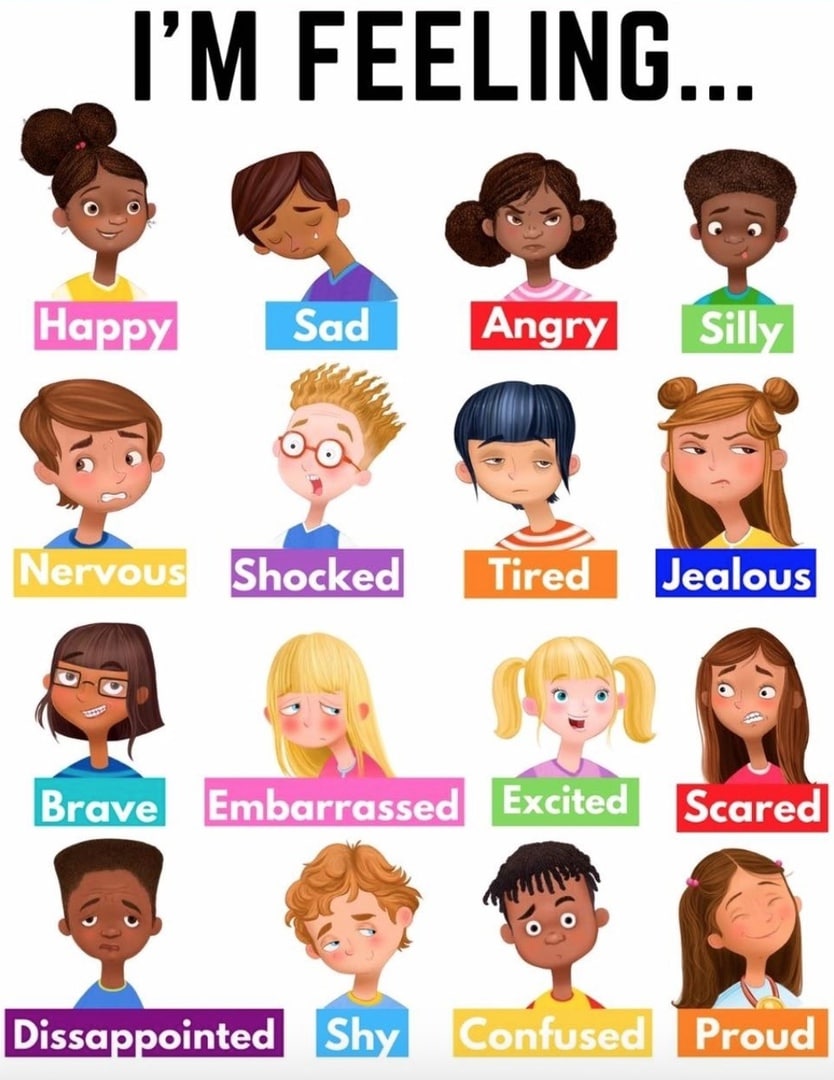 I'M FEELING...
Happy Sad Angry Silly
Nervous Shocked Tired Jealous
Brave Embarrassed Excited Scared
Dissappointed Shy Confused Proud